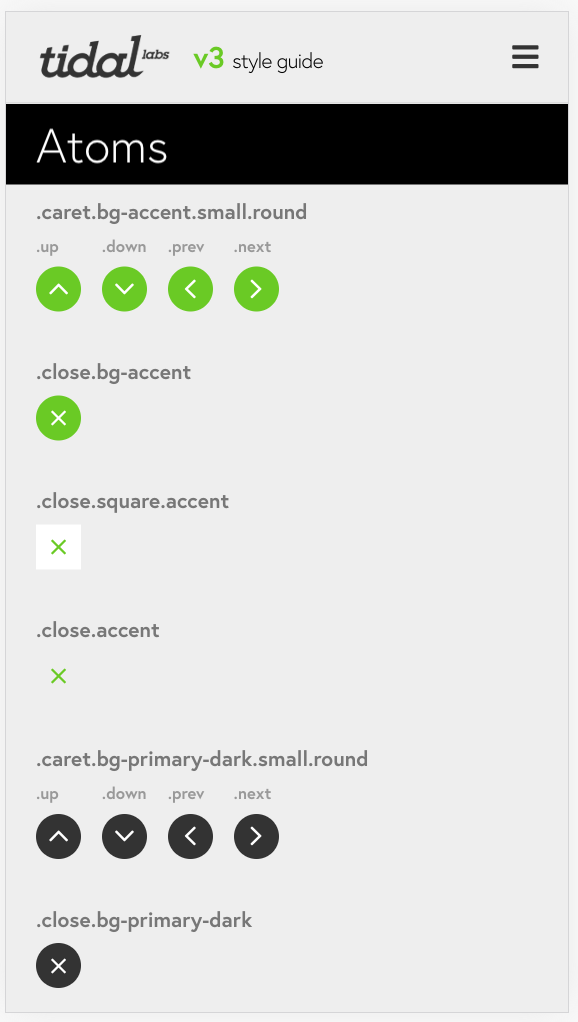 tidal labs v3 style guide
Atoms
.caret.bg-accent.small.round
.up .down .prev .next
.close.bg-accent
.close.square.accent
.close.accent
.caret.bg-primary-dark.small.round
.up .down .prev .next
.close.bg-primary-dark